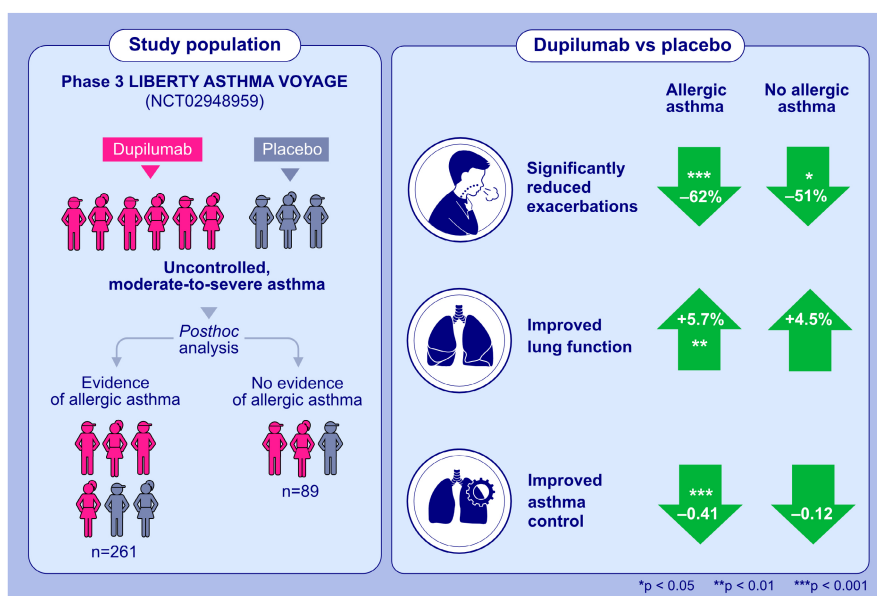 Study population
Phase 3 LIBERTY ASTHMA VOYAGE
(NCT02948959)
Dupilumab
Placebo
Uncontrolled,
moderate-to-severe asthma
Posthoc
analysis
Evidence
of allergic asthma
No evidence
of allergic asthma
n=261
n=89
Dupilumab vs placebo
Allergic
asthma
No allergic
asthma
Significantly
reduced
exacerbations
***
–62%
*
–51%
Improved
lung function
+5.7%
**
+4.5%
Improved
asthma
control
***
–0.41
–0.12
*p < 0.05 **p < 0.01 ***p < 0.001